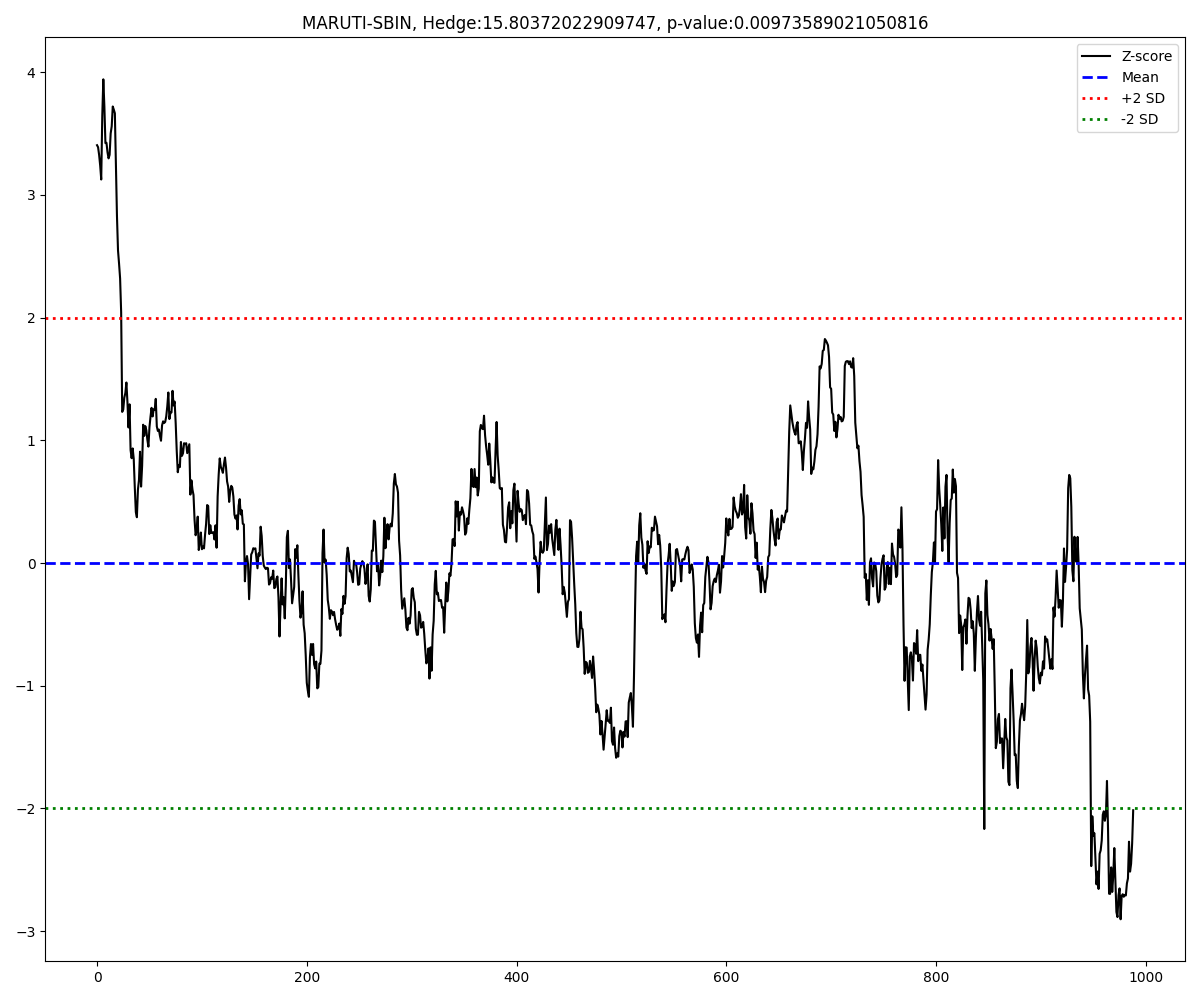 MARUTI-SBIN, Hedge:15.80372022909747, p-value:0.00973589021050816
Z-score
Mean
+2 SD
-2 SD
4
3
2
1
0
−1
−2
−3
0 200 400 600 800 1000